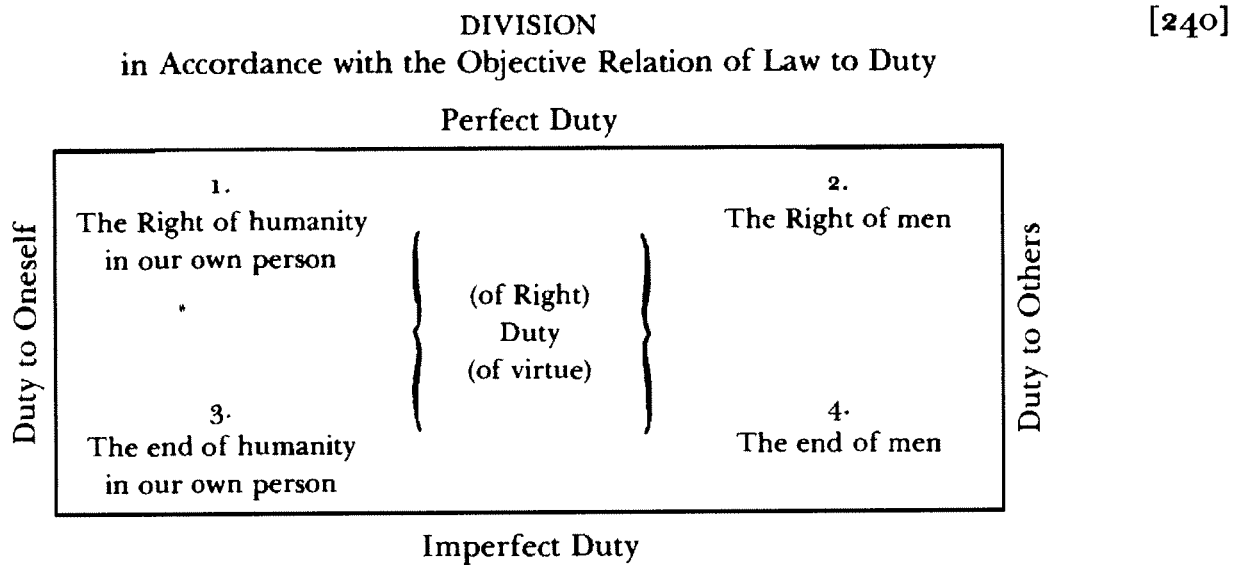 [240]
DIVISION
in Accordance with the Objective Relation of Law to Duty
Perfect Duty
Duty to Oneself
1.
The Right of humanity
in our own person
2.
The Right of men
(of Right)
Duty
(of virtue)
3.
The end of humanity
in our own person
4.
The end of men
Duty to Others
Imperfect Duty